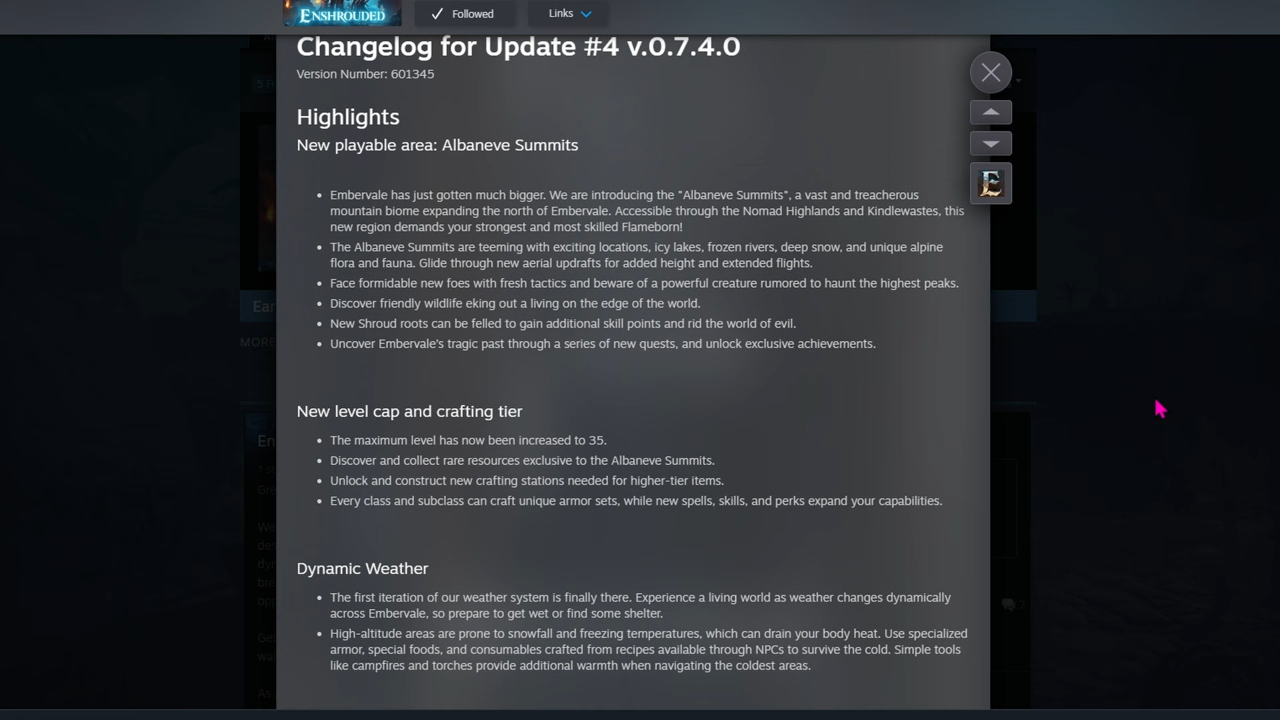 ENSHROUDED
Followed
Links
Changelog for Update #4 v.0.7.4.0
Version Number: 601345
Highlights
New playable area: Albaneve Summits
• Embervale has just gotten much bigger. We are introducing the "Albaneve Summits", a vast and treacherous
mountain biome expanding the north of Embervale. Accessible through the Nomad Highlands and Kindlewastes, this
new region demands your strongest and most skilled Flameborn!
• The Albaneve Summits are teeming with exciting locations, icy lakes, frozen rivers, deep snow, and unique alpine
flora and fauna. Glide through new aerial updrafts for added height and extended flights.
• Face formidable new foes with fresh tactics and beware of a powerful creature rumored to haunt the highest peaks.
• Discover friendly wildlife eking out a living on the edge of the world.
• New Shroud roots can be felled to gain additional skill points and rid the world of evil.
• Uncover Embervale's tragic past through a series of new quests, and unlock exclusive achievements.
New level cap and crafting tier
• The maximum level has now been increased to 35.
• Discover and collect rare resources exclusive to the Albaneve Summits.
• Unlock and construct new crafting stations needed for higher-tier items.
• Every class and subclass can craft unique armor sets, while new spells, skills, and perks expand your capabilities.
Dynamic Weather
• The first iteration of our weather system is finally there. Experience a living world as weather changes dynamically
across Embervale, so prepare to get wet or find some shelter.
• High-altitude areas are prone to snowfall and freezing temperatures, which can drain your body heat. Use specialized
armor, special foods, and consumables crafted from recipes available through NPCs to survive the cold. Simple tools
like campfires and torches provide additional warmth when navigating the coldest areas.
MORE